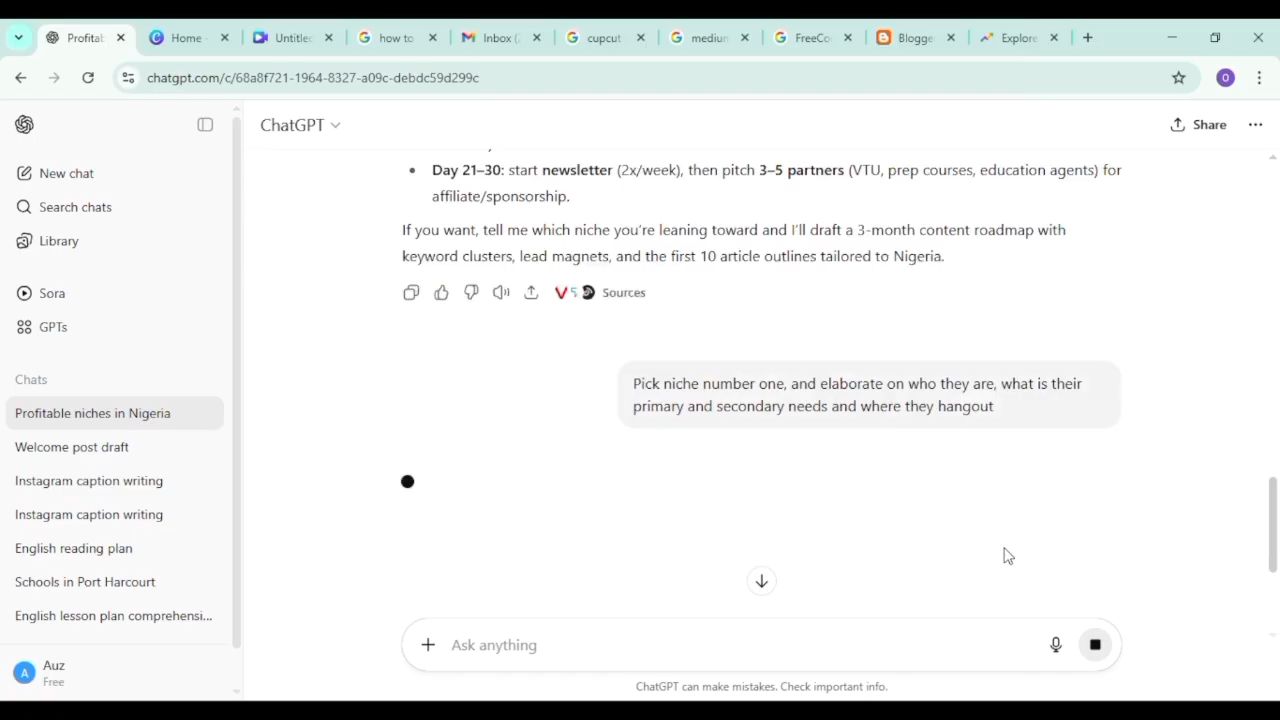 Profitab
Home
Untitlec
how to
Inbox (2
cupcut
mediun
FreeCo
Blogge
Explore
chatgpt.com/c/68a8f721-1964-8327-a09c-debdc59d299c
O
New chat
Search chats
Library
Sora
GPTs
Chats
Profitable niches in Nigeria
Welcome post draft
Instagram caption writing
Instagram caption writing
English reading plan
Schools in Port Harcourt
English lesson plan comprehensi...
A
Auz
Free
ChatGPT
Share
Day 21–30: start newsletter (2x/week), then pitch 3–5 partners (VTU, prep courses, education agents) for
affiliate/sponsorship.
If you want, tell me which niche you're leaning toward and I'll draft a 3-month content roadmap with
keyword clusters, lead magnets, and the first 10 article outlines tailored to Nigeria.
Sources
Pick niche number one, and elaborate on who they are, what is their
primary and secondary needs and where they hangout
Ask anything
ChatGPT can make mistakes. Check important info.